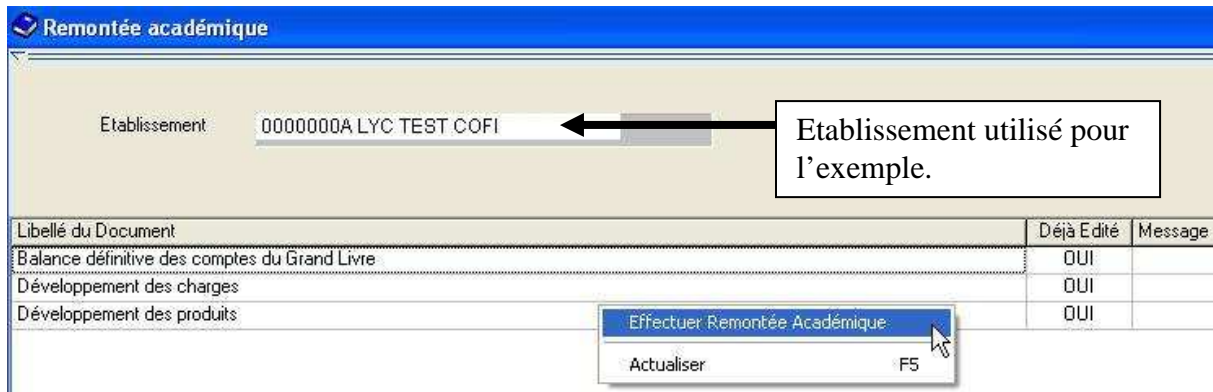 Remontée académique
Etablissement 0000000A LYC TEST COFI
Etablissement utilisé pour
l’exemple.
Libellé du Document Déjà Edité Message
Balance définitive des comptes du Grand Livre OUI
Développement des charges OUI
Développement des produits OUI
Effectuer Remontée Académique
Actualiser F5